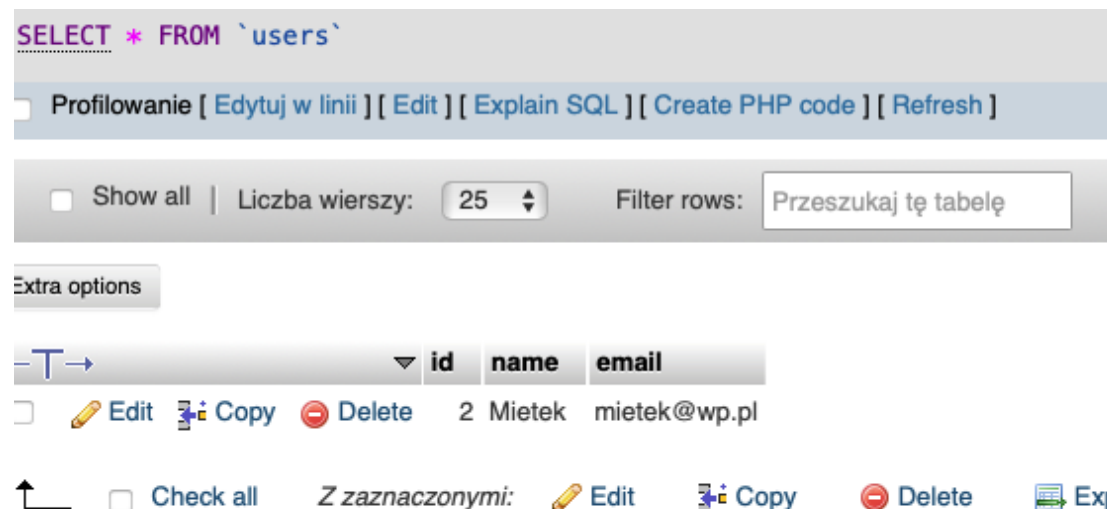 SELECT * FROM `users`
Profilowanie [ Edytuj w linii ] [ Edit ] [ Explain SQL ] [ Create PHP code ] [ Refresh ]
Show all | Liczba wierszy: 25 Filter rows: Przeszukaj tę tabelę
Extra options
id name email
Edit Copy Delete 2 Mietek mietek@wp.pl
Check all Z zaznaczonymi: Edit Copy Delete Exp